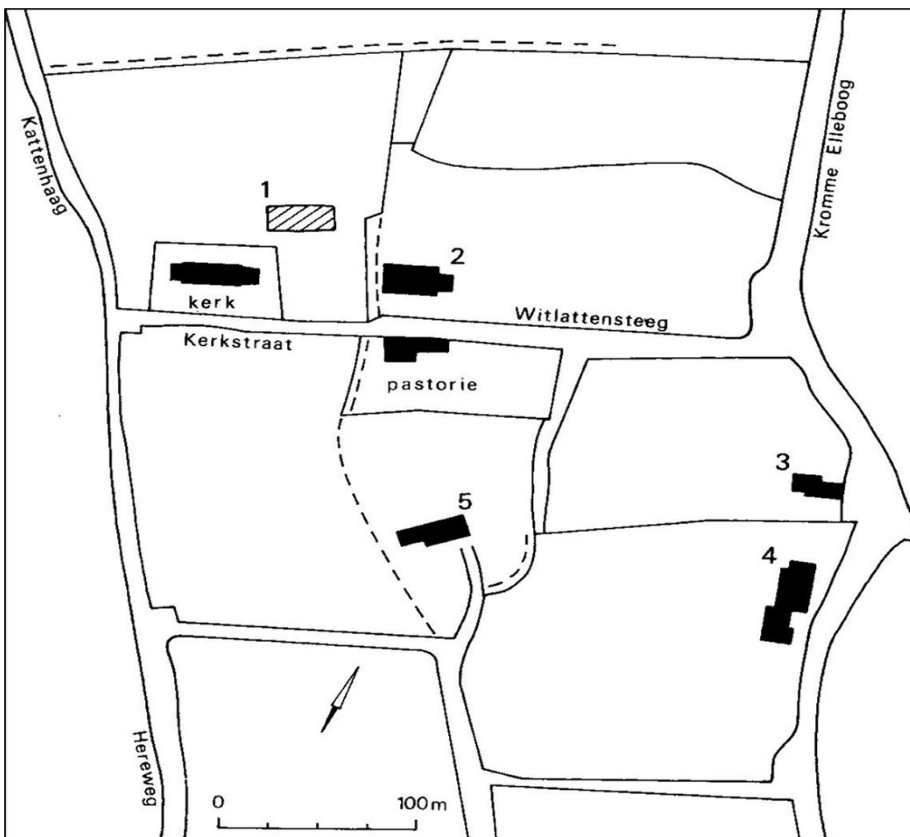 Kattenhaag
Kromme Elleboog
1
2
kerk
Witlattensteeg
Kerkstraat
pastorie
3
5
4
Hereweg
0 100m